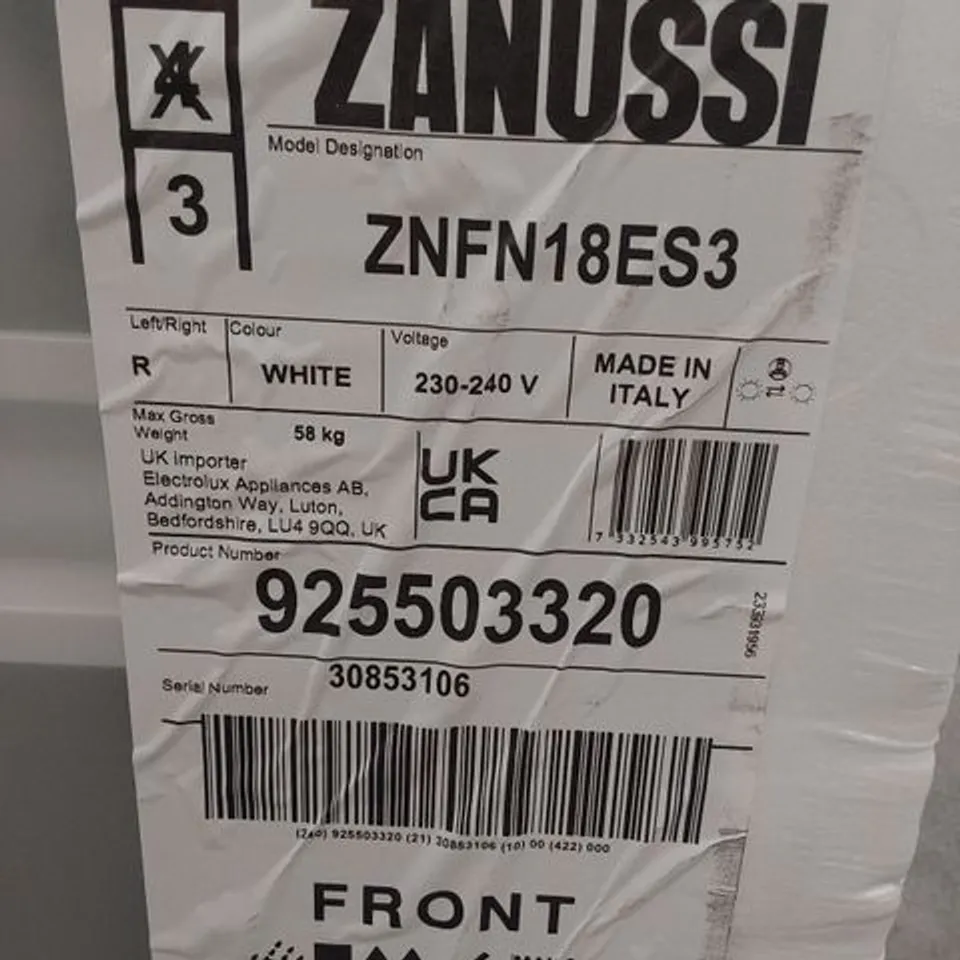 ZANUSSI
4
3
Model Designation
ZNFN18ES3
Left/Right
R
Colour
WHITE
Voltage
230-240 V
MADE IN
ITALY
Max Gross
Weight
58 kg
UK importer
Electrolux Appliances AB,
Addington Way, Luton,
Bedfordshire, LU4 9QQ, UK
UK
CA
7 332543 995752
Product Number
925503320
Serial Number
30853106
(240) 925503320 (21) 30853106 (10) 00 (422) 000
FRONT